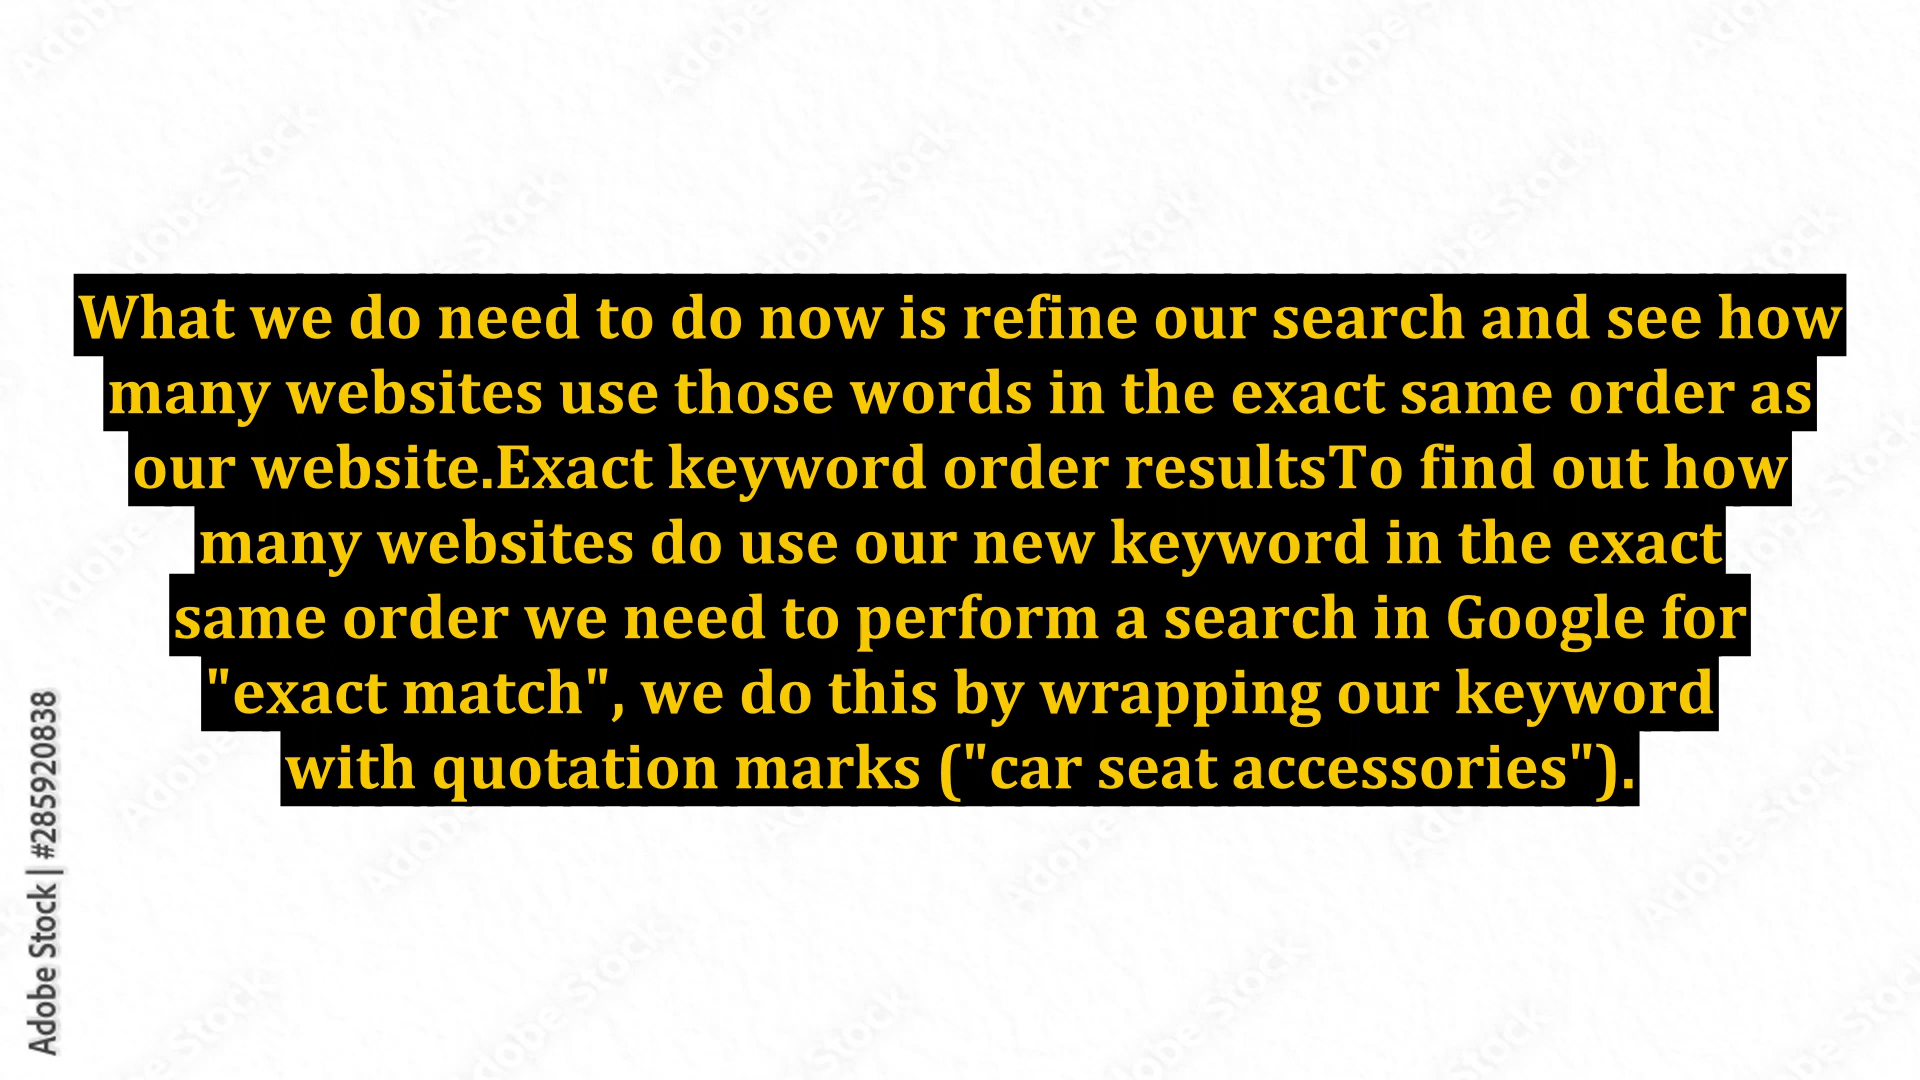 What we do need to do now is refine our search and see how
many websites use those words in the exact same order as
our website.Exact keyword order resultsTo find out how
many websites do use our new keyword in the exact
same order we need to perform a search in Google for
"exact match", we do this by wrapping our keyword
with quotation marks ("car seat accessories").
Adobe Stock | #285920838